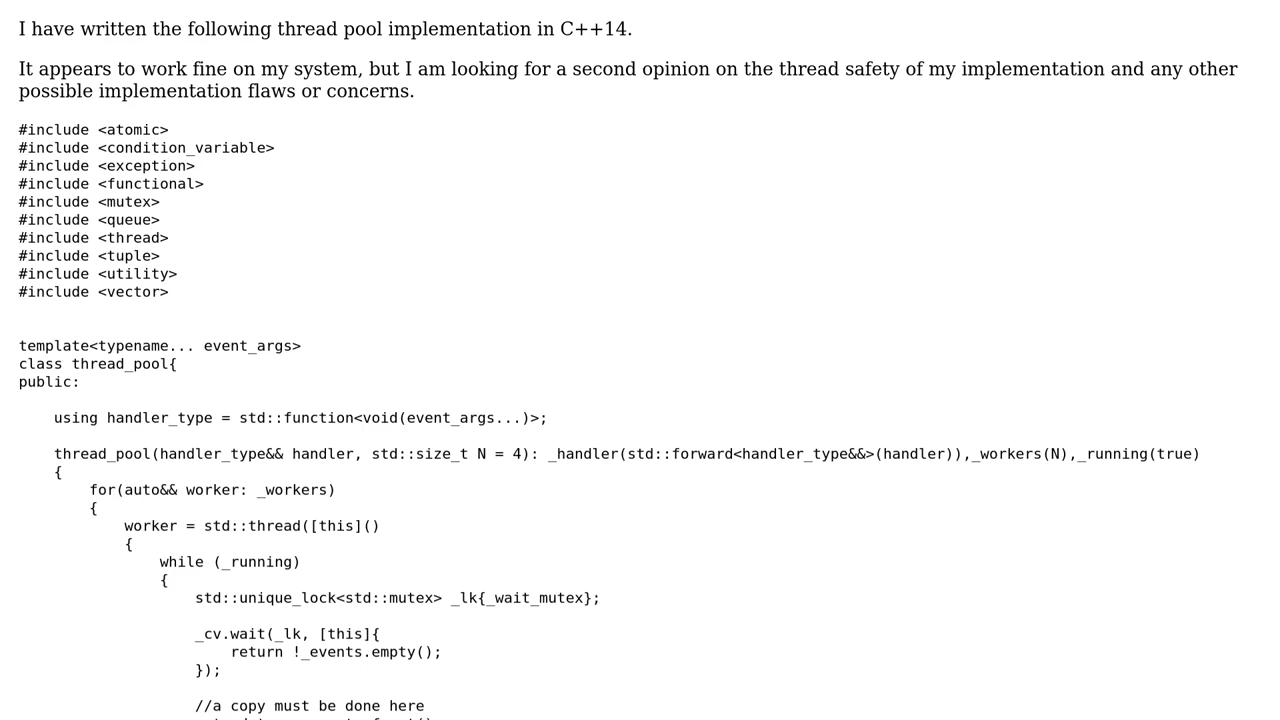 I have written the following thread pool implementation in C++14.
It appears to work fine on my system, but I am looking for a second opinion on the thread safety of my implementation and any other
possible implementation flaws or concerns.
#include <atomic>
#include <condition_variable>
#include <exception>
#include <functional>
#include <mutex>
#include <queue>
#include <thread>
#include <tuple>
#include <utility>
#include <vector>
template<typename... event_args>
class thread_pool{
public:
    using handler_type = std::function<void(event_args...)>;
    thread_pool(handler_type&& handler, std::size_t N = 4): _handler(std::forward<handler_type&&>(handler)),_workers(N),_running(true)
    {
        for(auto&& worker: _workers)
        {
            worker = std::thread([this]()
            {
                while (_running)
                {
                    std::unique_lock<std::mutex> _lk{_wait_mutex};
                    _cv.wait(_lk, [this]{
                        return !_events.empty();
                    });
                    //a copy must be done here